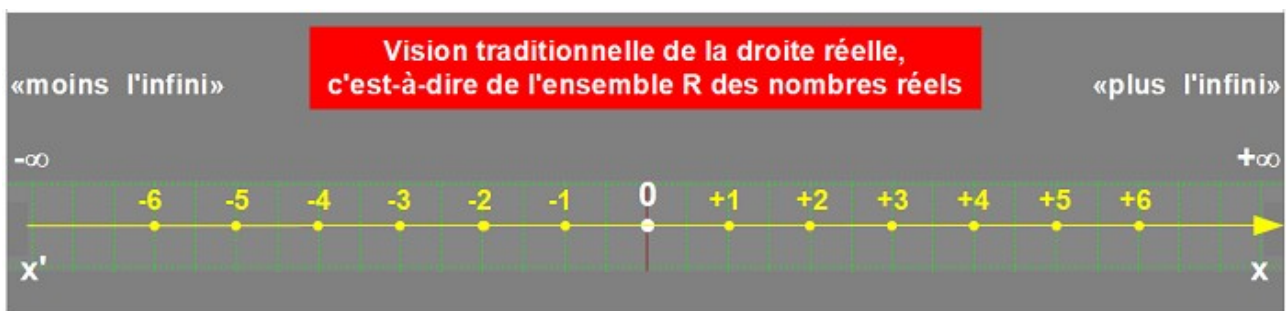 Vision traditionnelle de la droite réelle,
c'est-à-dire de l'ensemble R des nombres réels
«moins l'infini» «plus l'infini»
-∞ +∞
-6 -5 -4 -3 -2 -1 0 +1 +2 +3 +4 +5 +6
x' x